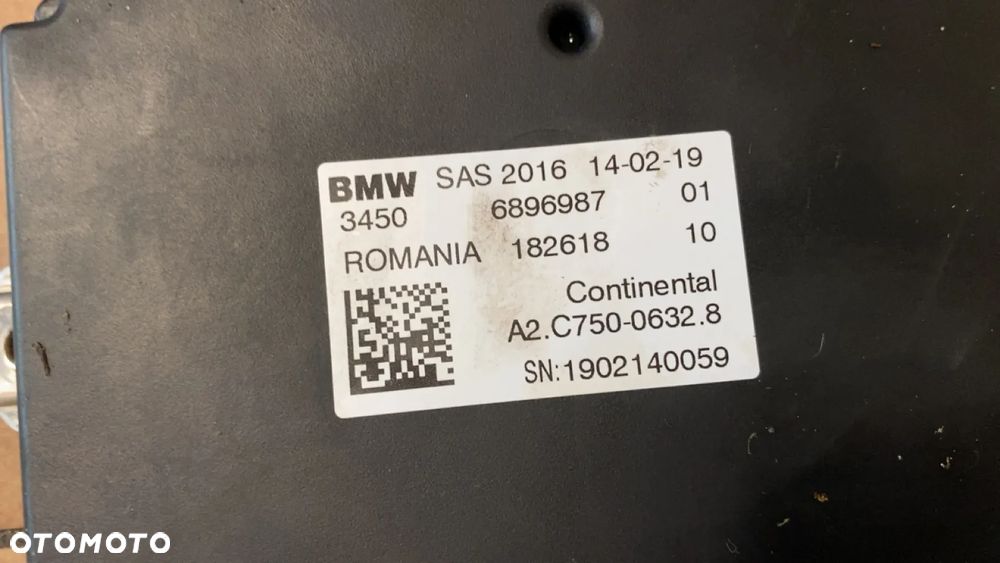 BMW SAS 2016 14-02-19
3450 6896987 01
ROMANIA 182618 10
Continental
A2.C750-0632.8
SN:1902140059
OTOMOTO